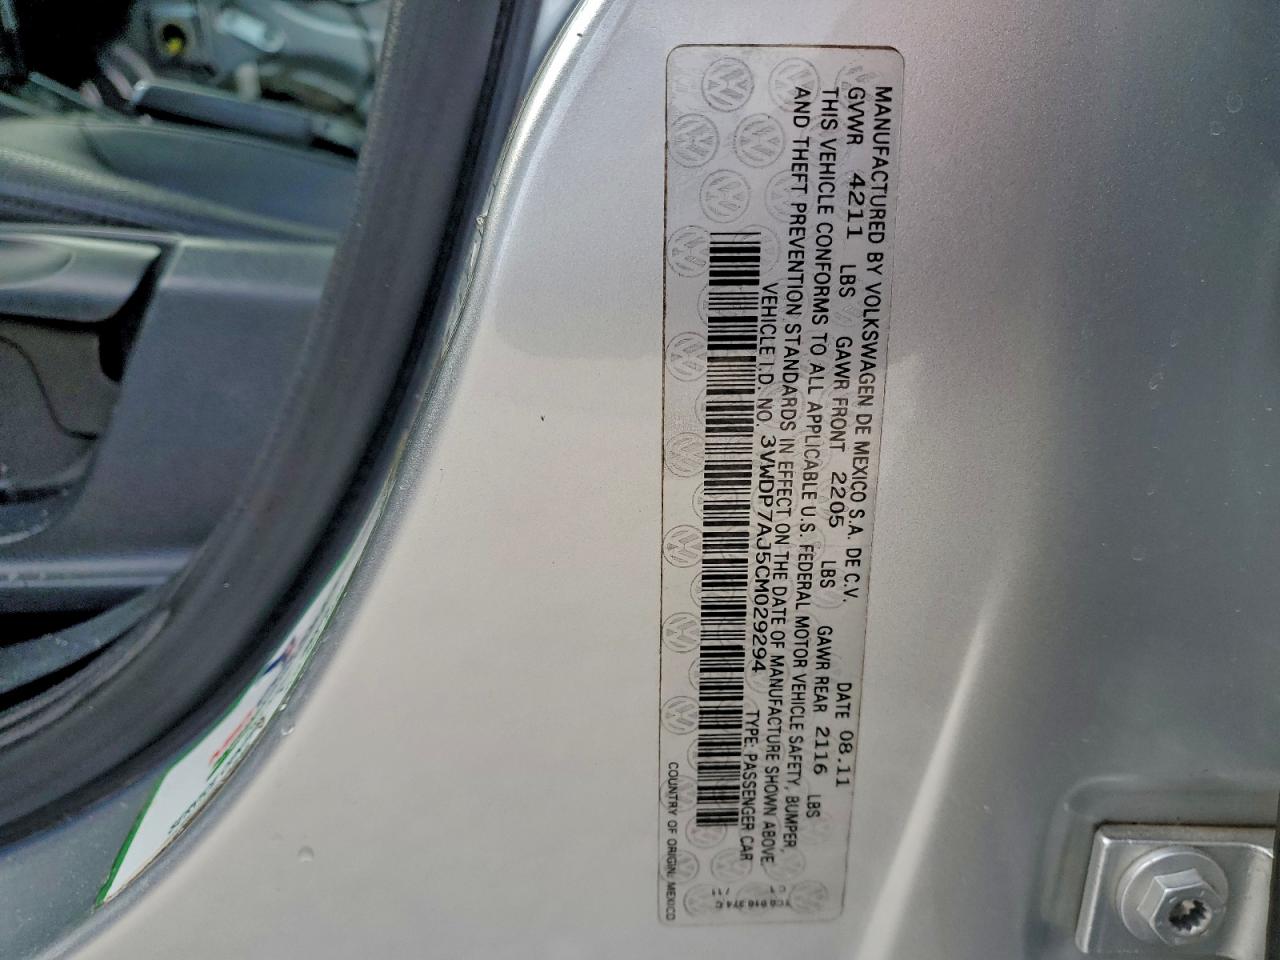 MANUFACTURED BY VOLKSWAGEN DE MEXICO S.A. DE C.V. DATE 08.11
GVWR 4211 LBS GAWR FRONT 2205 LBS GAWR REAR 2116 LBS
THIS VEHICLE CONFORMS TO ALL APPLICABLE U.S. FEDERAL MOTOR VEHICLE SAFETY, BUMPER,
AND THEFT PREVENTION STANDARDS IN EFFECT ON THE DATE OF MANUFACTURE SHOWN ABOVE.
VEHICLE I.D. NO. 3VWDP7AJ5CM029294 TYPE: PASSENGER CAR
COUNTRY OF ORIGIN: MEXICO